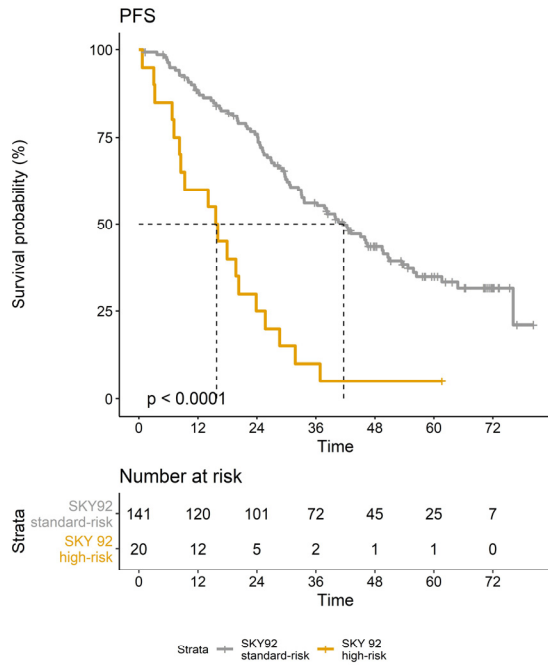 PFS
Survival probability (%)
100
75
50
25
0
p < 0.0001
0 12 24 36 48 60 72
Time
Number at risk
Strata
SKY92
standard-risk
141 120 101 72 45 25 7
SKY 92
high-risk
20 12 5 2 1 1 0
0 12 24 36 48 60 72
Time
Strata SKY92 standard-risk SKY 92 high-risk